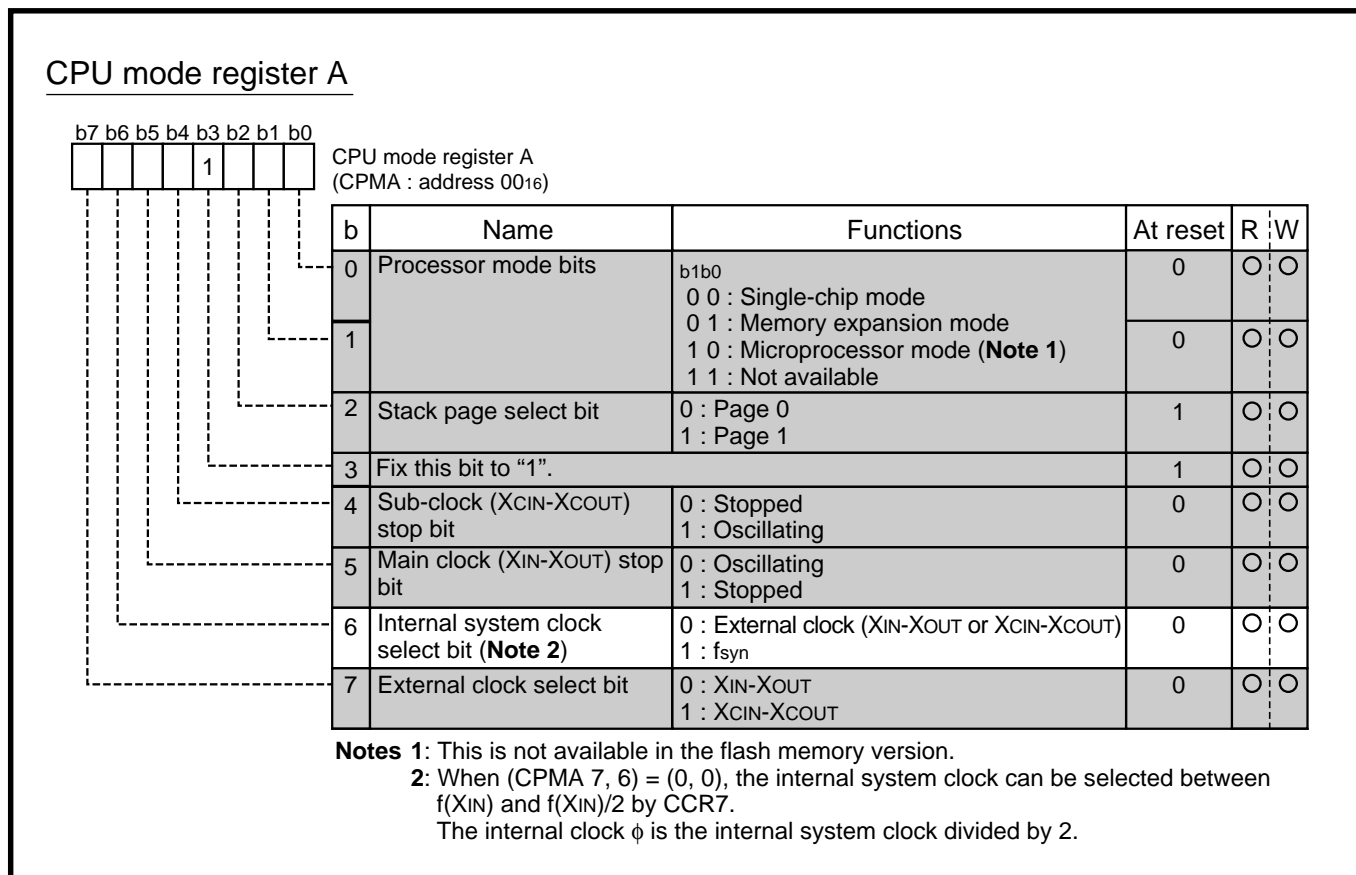 CPU mode register A
b7 b6 b5 b4 b3 b2 b1 b0
1
CPU mode register A
(CPMA : address 0016)
b Name Functions At reset R W
0 Processor mode bits b1b0 0 O O
0 0 : Single-chip mode
0 1 : Memory expansion mode
1 1 0 : Microprocessor mode (Note 1) 0 O O
1 1 : Not available
2 Stack page select bit 0 : Page 0 1 O O
1 : Page 1
3 Fix this bit to “1”. 1 O O
4 Sub-clock (XCIN-XCOUT) 0 : Stopped 0 O O
stop bit 1 : Oscillating
5 Main clock (XIN-XOUT) stop 0 : Oscillating 0 O O
bit 1 : Stopped
6 Internal system clock 0 : External clock (XIN-XOUT or XCIN-XCOUT) 0 O O
select bit (Note 2) 1 : fsyn
7 External clock select bit 0 : XIN-XOUT 0 O O
1 : XCIN-XCOUT
Notes 1: This is not available in the flash memory version.
2: When (CPMA 7, 6) = (0, 0), the internal system clock can be selected between
f(XIN) and f(XIN)/2 by CCR7.
The internal clock ϕ is the internal system clock divided by 2.